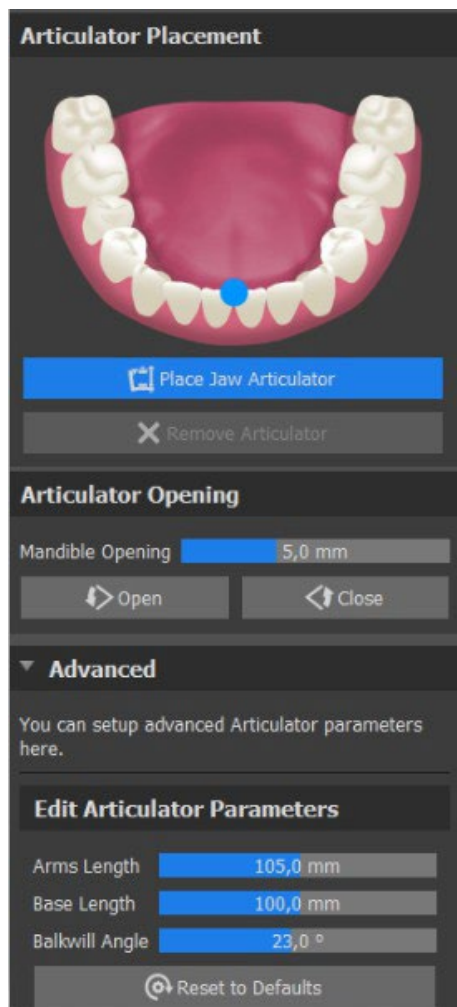 Articulator Placement
Place Jaw Articulator
Remove Articulator
Articulator Opening
Mandible Opening 5,0 mm
Open Close
Advanced
You can setup advanced Articulator parameters
here.
Edit Articulator Parameters
Arms Length 105,0 mm
Base Length 100,0 mm
Balkwill Angle 23,0 °
Reset to Defaults